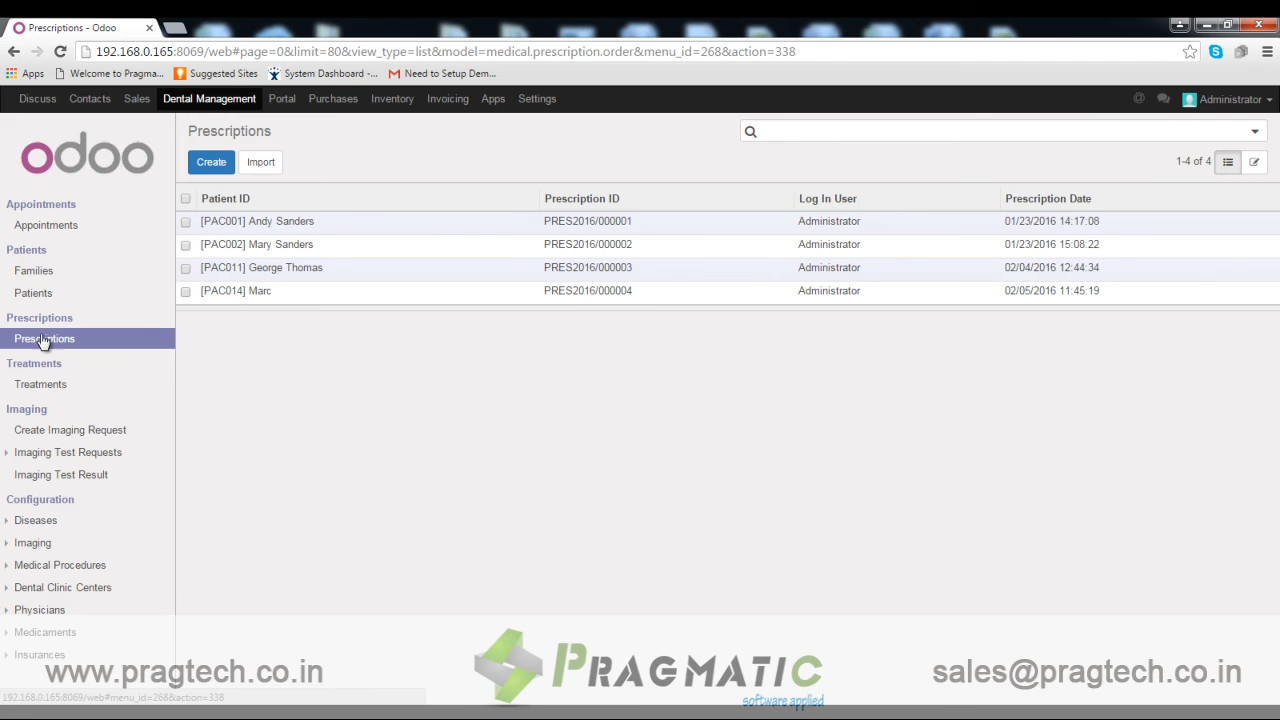 Prescriptions - Odoo
192.168.0.165:8069/web#page=0&limit=80&view_type=list&model=medical.prescription.order&menu_id=268&action=338
Apps Welcome to Pragma... Suggested Sites System Dashboard -... Need to Setup Dem...
Discuss Contacts Sales Dental Management Portal Purchases Inventory Invoicing Apps Settings Administrator
odoo
Prescriptions
Create Import 1-4 of 4
Patient ID Prescription ID Log In User Prescription Date
[PAC001] Andy Sanders PRES2016/000001 Administrator 01/23/2016 14:17:08
[PAC002] Mary Sanders PRES2016/000002 Administrator 01/23/2016 15:08:22
[PAC011] George Thomas PRES2016/000003 Administrator 02/04/2016 12:44:34
[PAC014] Marc PRES2016/000004 Administrator 02/05/2016 11:45:19
Appointments
Appointments
Patients
Families
Patients
Prescriptions
Prescriptions
Treatments
Treatments
Imaging
Create Imaging Request
Imaging Test Requests
Imaging Test Result
Configuration
Diseases
Imaging
Medical Procedures
Dental Clinic Centers
Physicians
Medicaments
Insurances
www.pragtech.co.in
PRAGMATIC
software applied
sales@pragtech.co.in
192.168.0.165:8069/web#menu_id=268&action=338